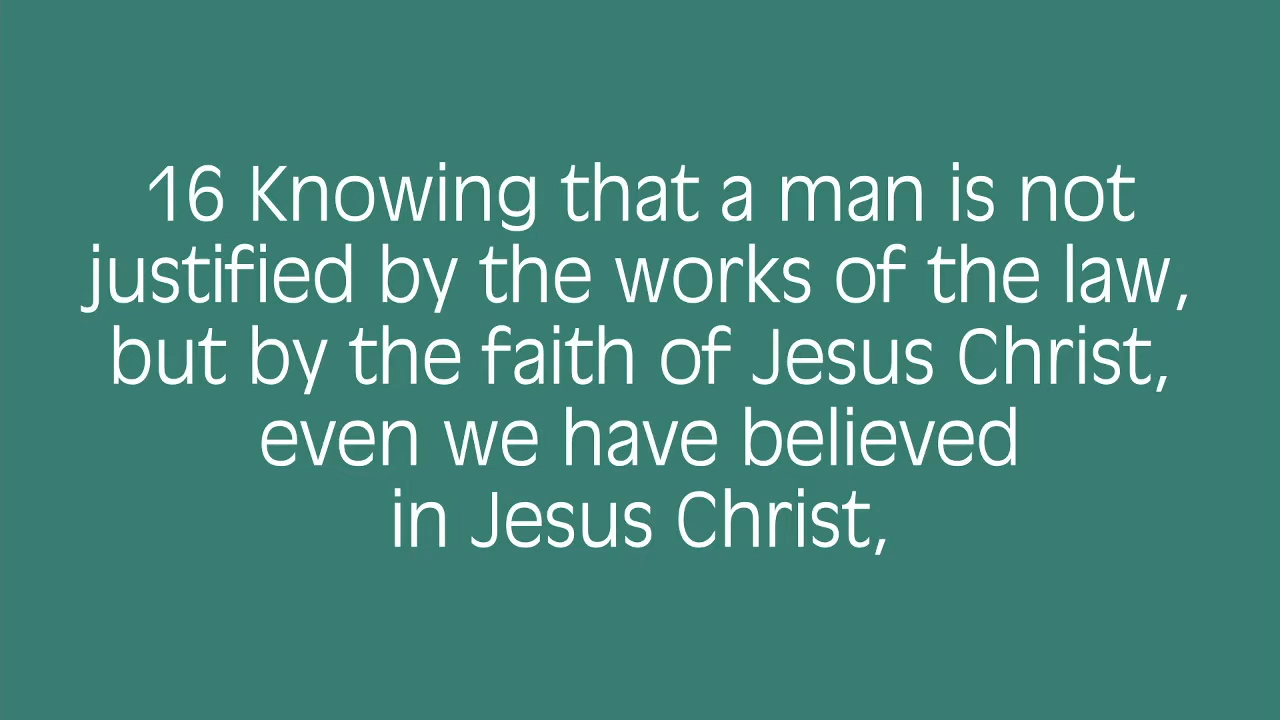 16 Knowing that a man is not
justified by the works of the law,
but by the faith of Jesus Christ,
even we have believed
in Jesus Christ,